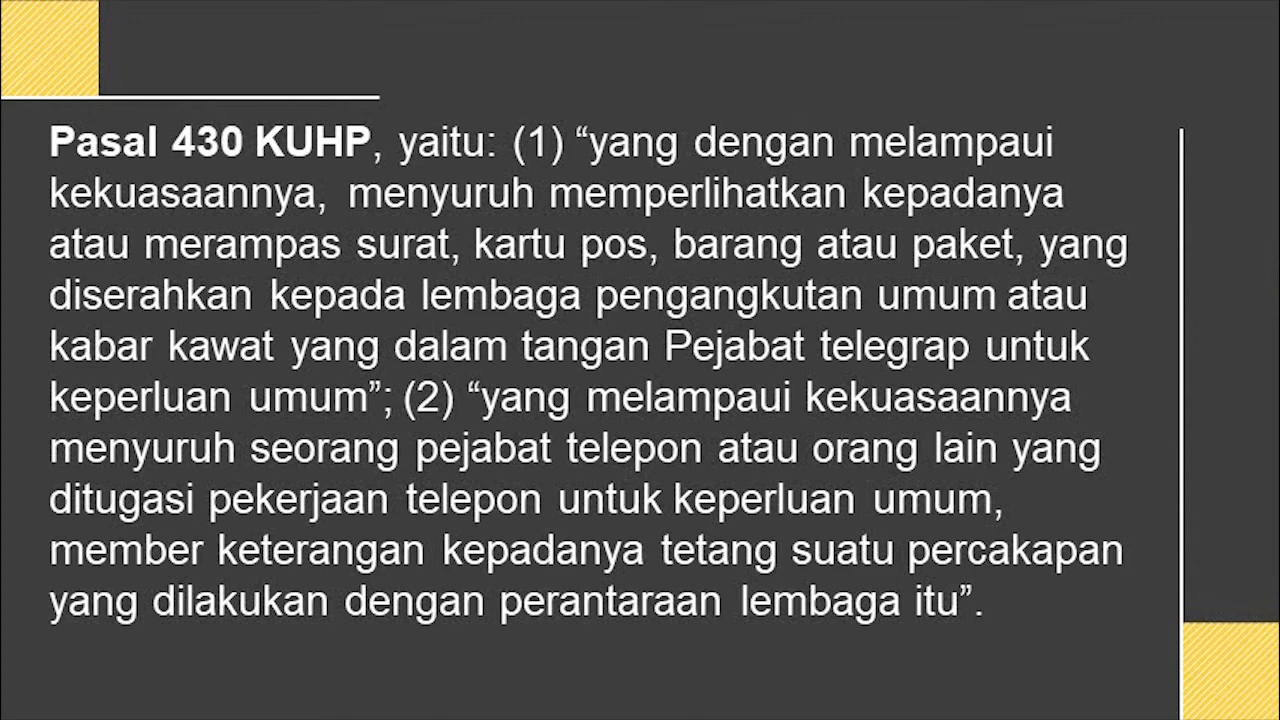 Pasal 430 KUHP, yaitu: (1) “yang dengan melampaui
kekuasaannya, menyuruh memperlihatkan kepadanya
atau merampas surat, kartu pos, barang atau paket, yang
diserahkan kepada lembaga pengangkutan umum atau
kabar kawat yang dalam tangan Pejabat telegrap untuk
keperluan umum”; (2) “yang melampaui kekuasaannya
menyuruh seorang pejabat telepon atau orang lain yang
ditugasi pekerjaan telepon untuk keperluan umum,
member keterangan kepadanya tetang suatu percakapan
yang dilakukan dengan perantaraan lembaga itu”.